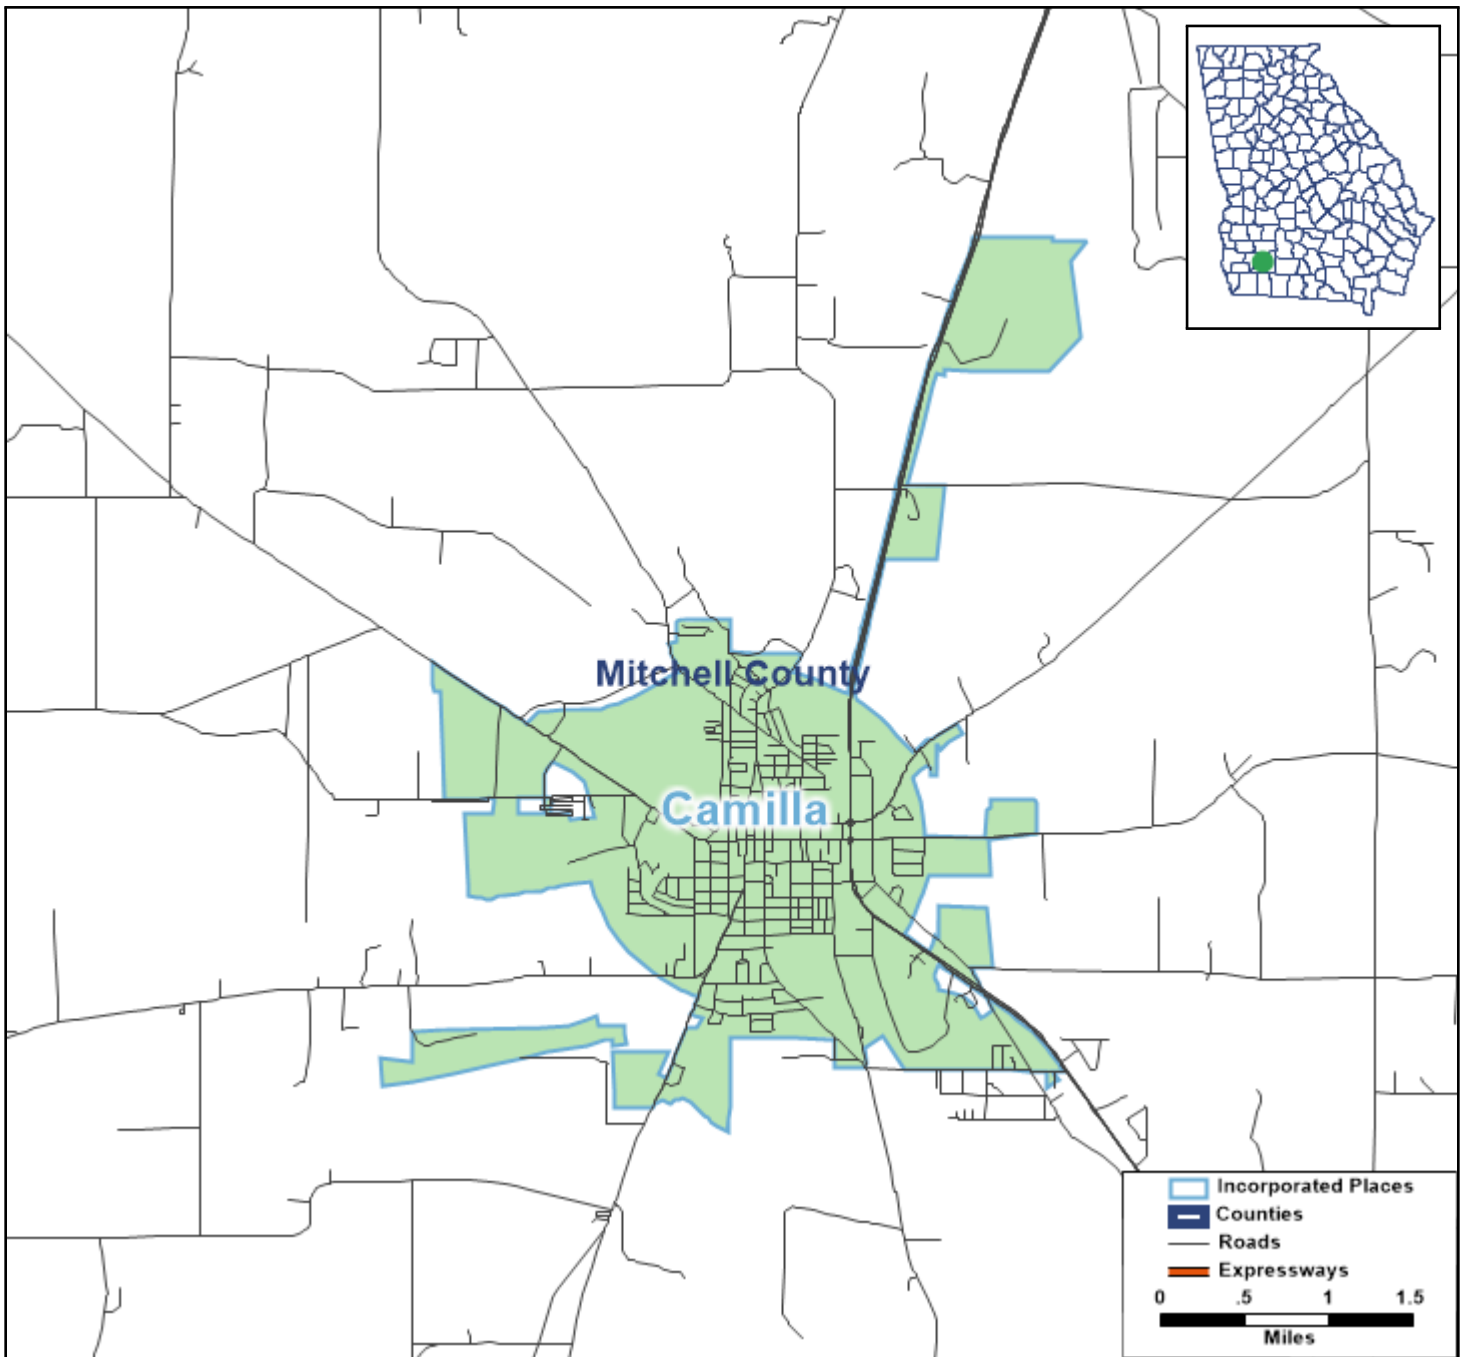 Mitchell County
Camilla
Incorporated Places
Counties
Roads
Expressways
0 .5 1 1.5
Miles